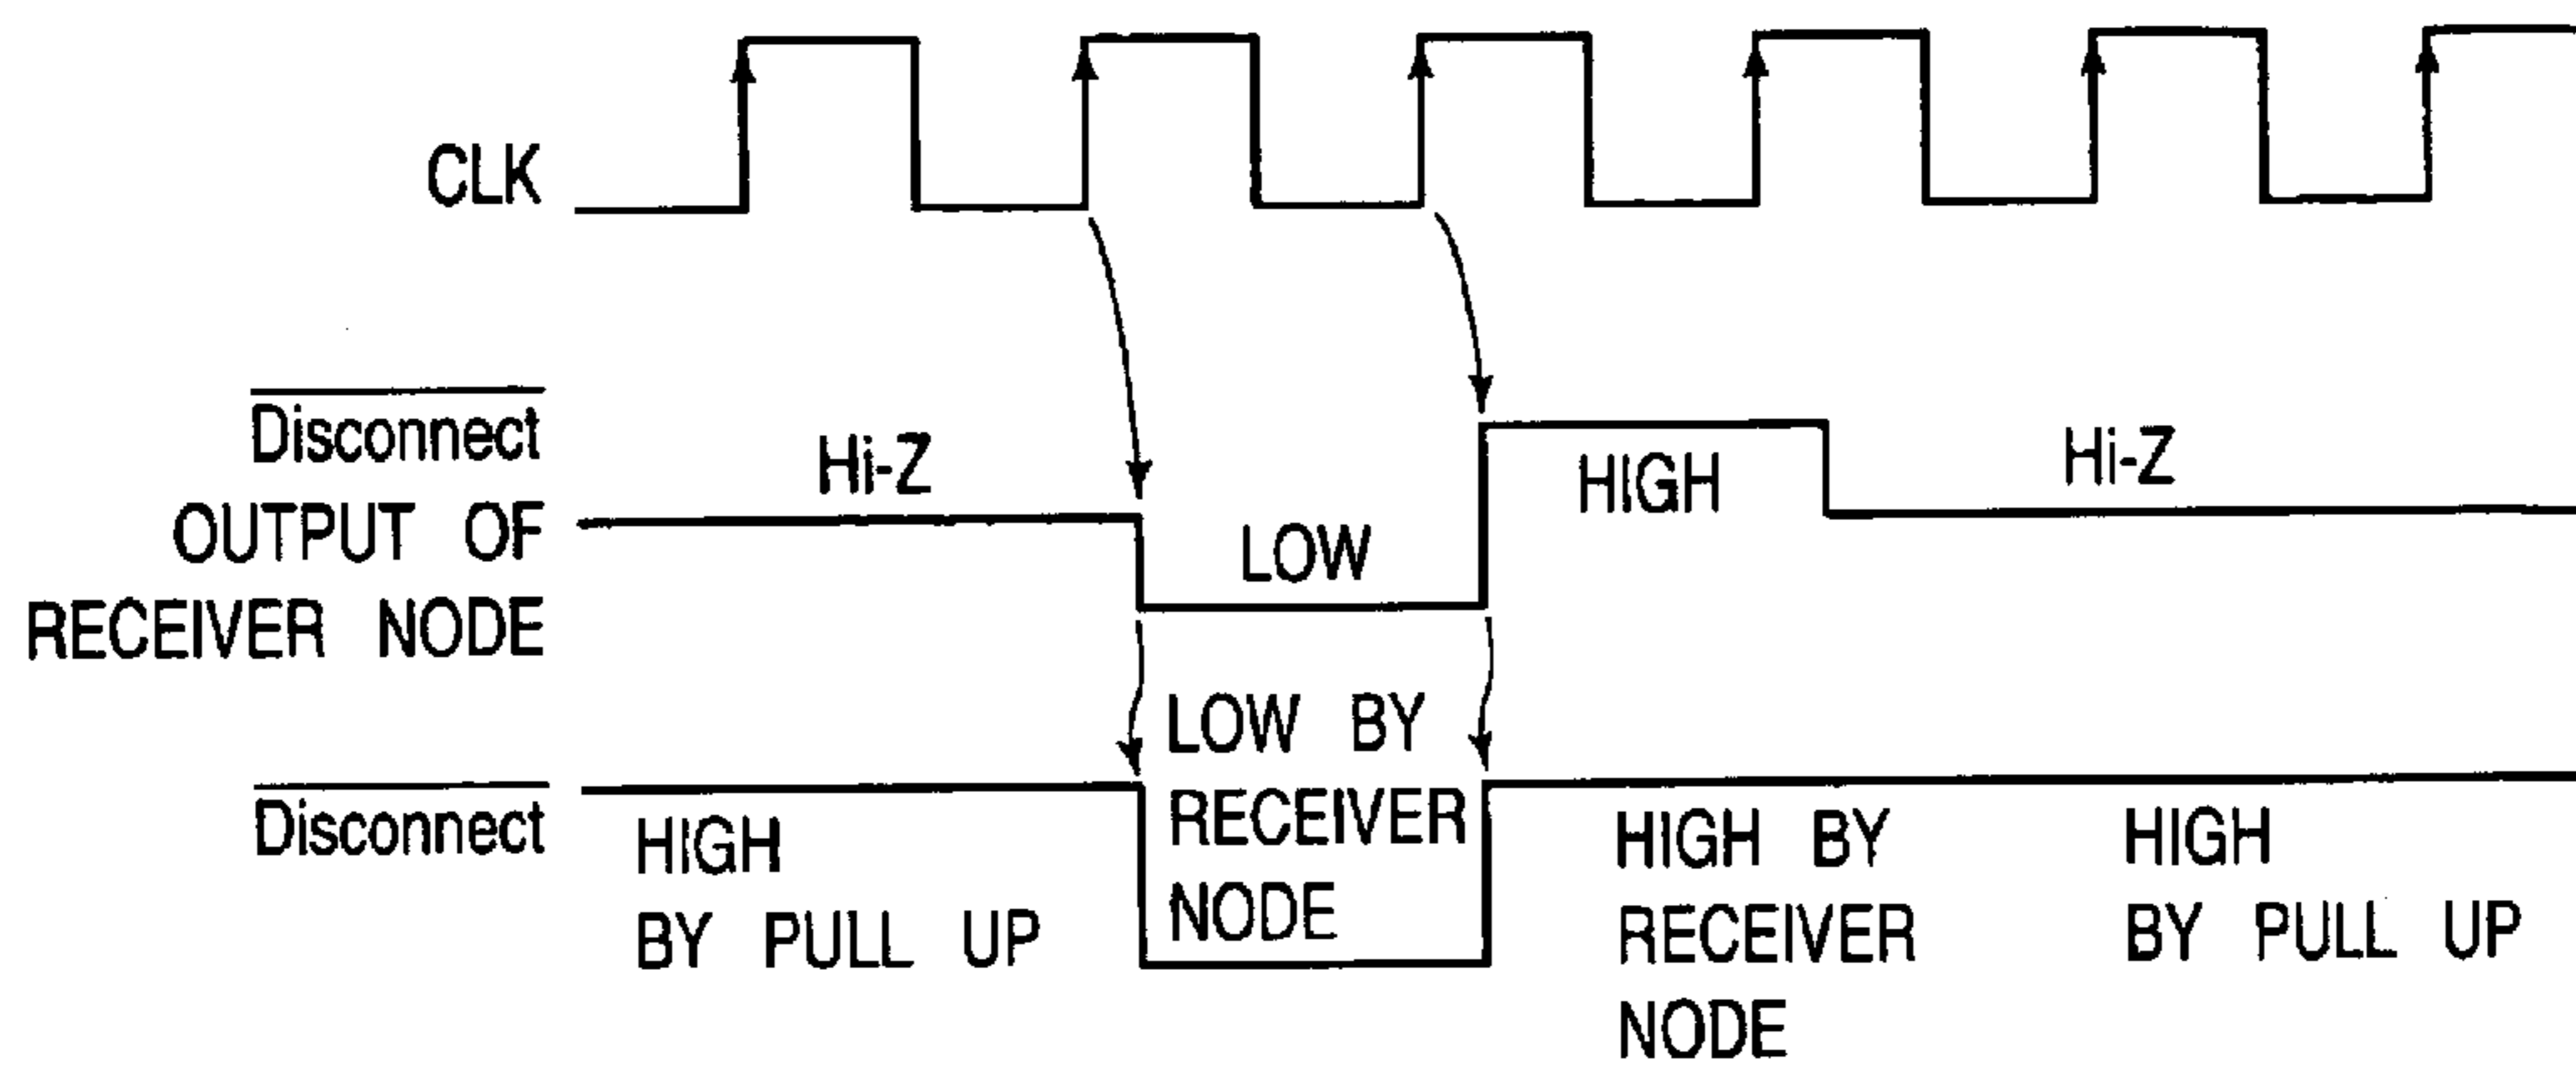 CLK
Disconnect
OUTPUT OF
RECEIVER NODE
Hi-Z
LOW
HIGH
Hi-Z
Disconnect
HIGH
BY PULL UP
LOW BY
RECEIVER
NODE
HIGH BY
RECEIVER
NODE
HIGH
BY PULL UP